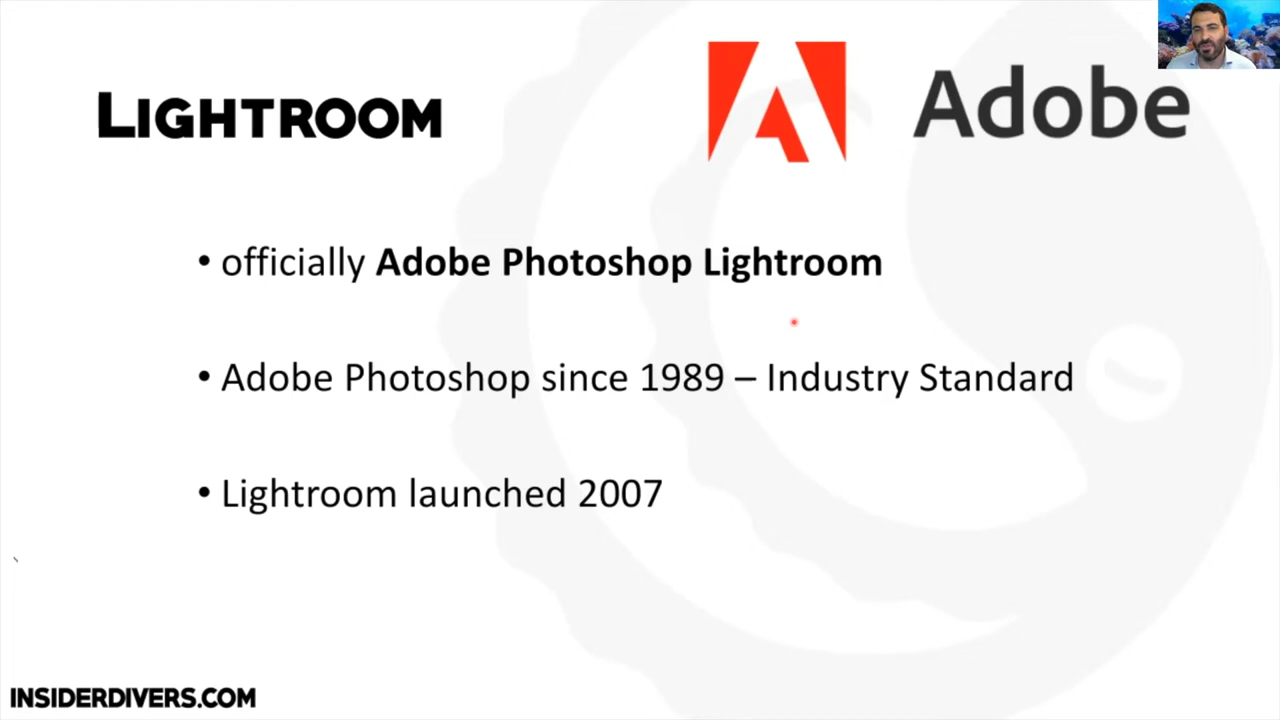 LIGHTROOM
Adobe
• officially Adobe Photoshop Lightroom
• Adobe Photoshop since 1989 – Industry Standard
• Lightroom launched 2007
INSIDERDIVERS.COM